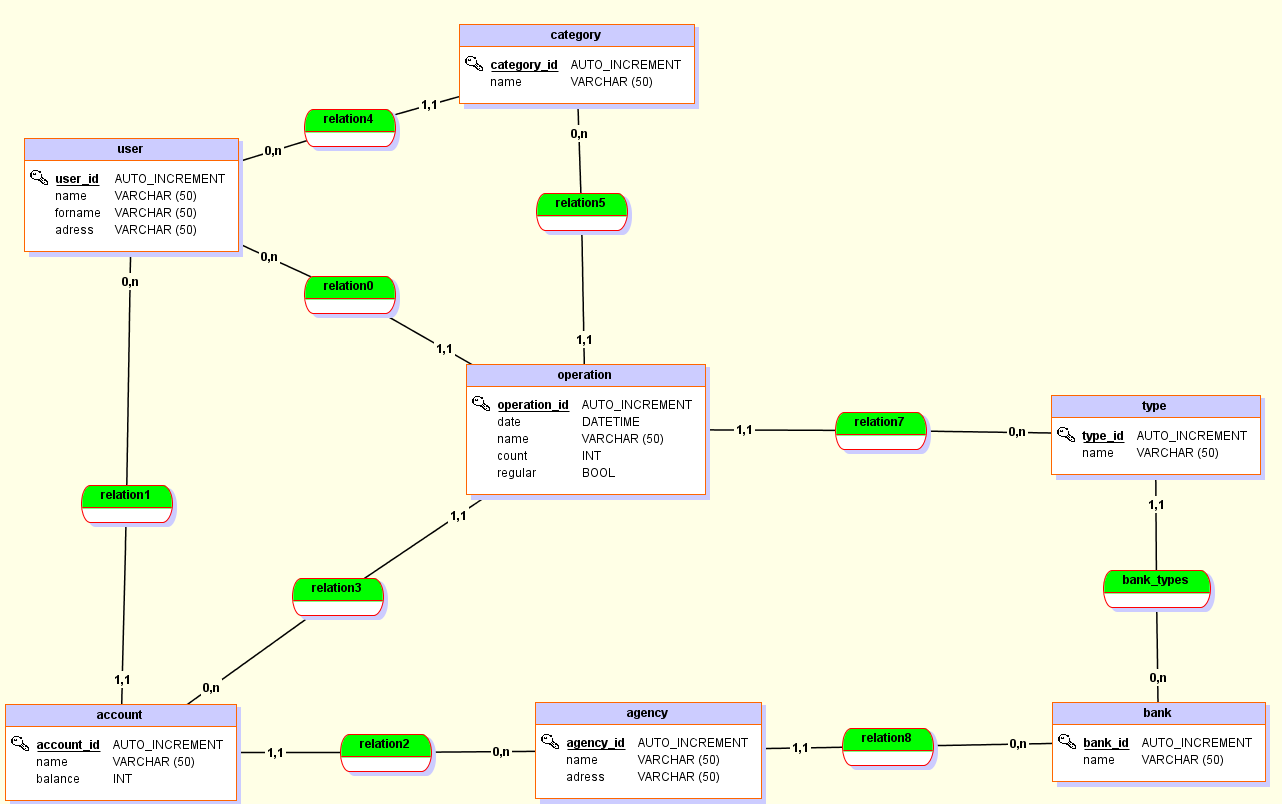 category
category_id AUTO_INCREMENT
name VARCHAR (50)
1,1
relation4
0,n
0,n
user
user_id AUTO_INCREMENT
name VARCHAR (50)
forname VARCHAR (50)
adress VARCHAR (50)
relation5
0,n
0,n
relation0
1,1
1,1
operation
operation_id AUTO_INCREMENT
date DATETIME
name VARCHAR (50)
count INT
regular BOOL
1,1
relation7
0,n
type
type_id AUTO_INCREMENT
name VARCHAR (50)
relation1
1,1
1,1
relation3
bank_types
1,1
0,n
0,n
account
account_id AUTO_INCREMENT
name VARCHAR (50)
balance INT
1,1
relation2
0,n
agency
agency_id AUTO_INCREMENT
name VARCHAR (50)
adress VARCHAR (50)
1,1
relation8
0,n
bank
bank_id AUTO_INCREMENT
name VARCHAR (50)